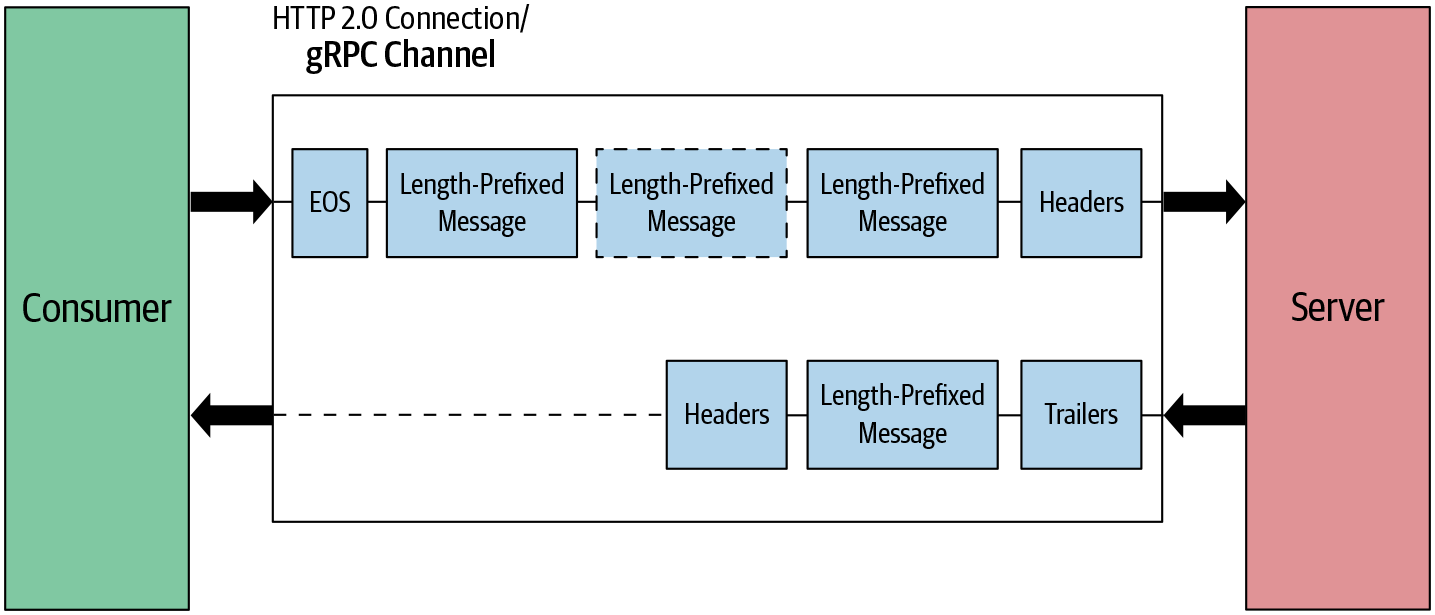 HTTP 2.0 Connection/
gRPC Channel
Consumer
EOS
Length-Prefixed
Message
Length-Prefixed
Message
Length-Prefixed
Message
Headers
Headers
Length-Prefixed
Message
Trailers
Server